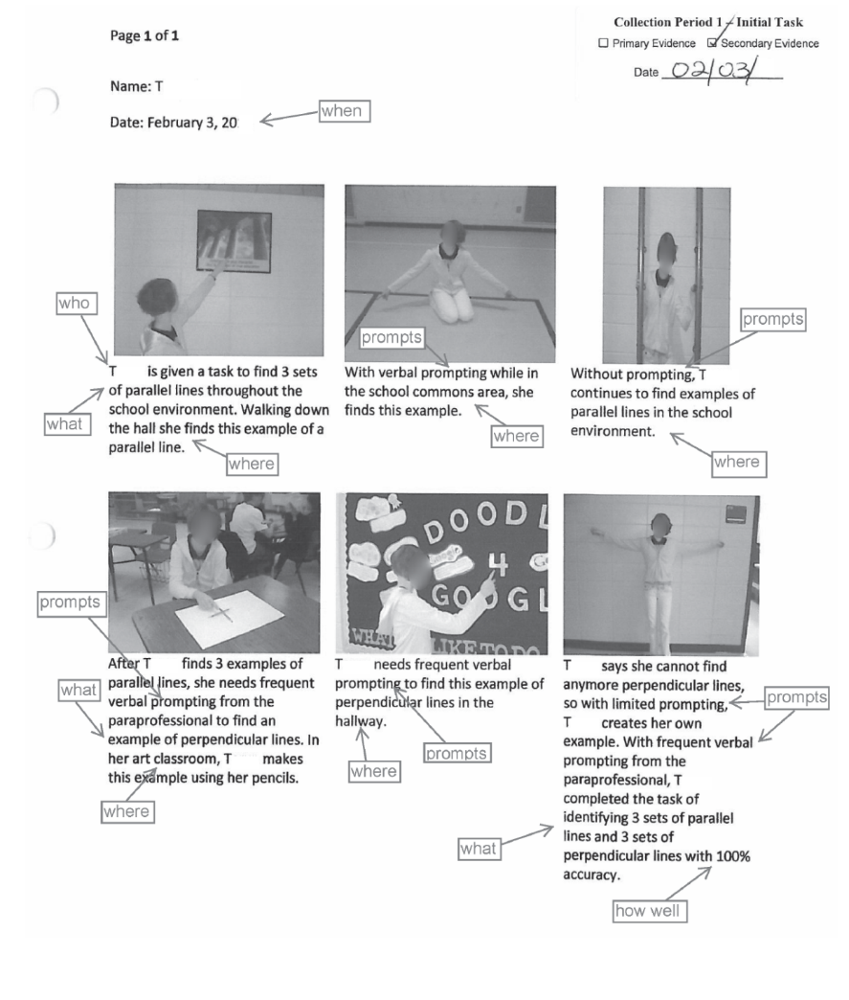 Collection Period 1 – Initial Task
☐ Primary Evidence ☑ Secondary Evidence
Date 02/03/
Page 1 of 1
Name: T
Date: February 3, 20
when
who
what
T is given a task to find 3 sets
of parallel lines throughout the
school environment. Walking down
the hall she finds this example of a
parallel line.
where
prompts
With verbal prompting while in
the school commons area, she
finds this example.
where
prompts
Without prompting, T
continues to find examples of
parallel lines in the school
environment.
where
prompts
what
After T finds 3 examples of
parallel lines, she needs frequent
verbal prompting from the
paraprofessional to find an
example of perpendicular lines. In
her art classroom, T makes
this example using her pencils.
where
DOODL
4
GOOGL
WHAT
LIKE TO DO
T needs frequent verbal
prompting to find this example of
perpendicular lines in the
hallway.
where
prompts
T says she cannot find
anymore perpendicular lines,
so with limited prompting,
T creates her own
example. With frequent verbal
prompting from the
paraprofessional, T
completed the task of
identifying 3 sets of parallel
lines and 3 sets of
perpendicular lines with 100%
accuracy.
prompts
what
how well